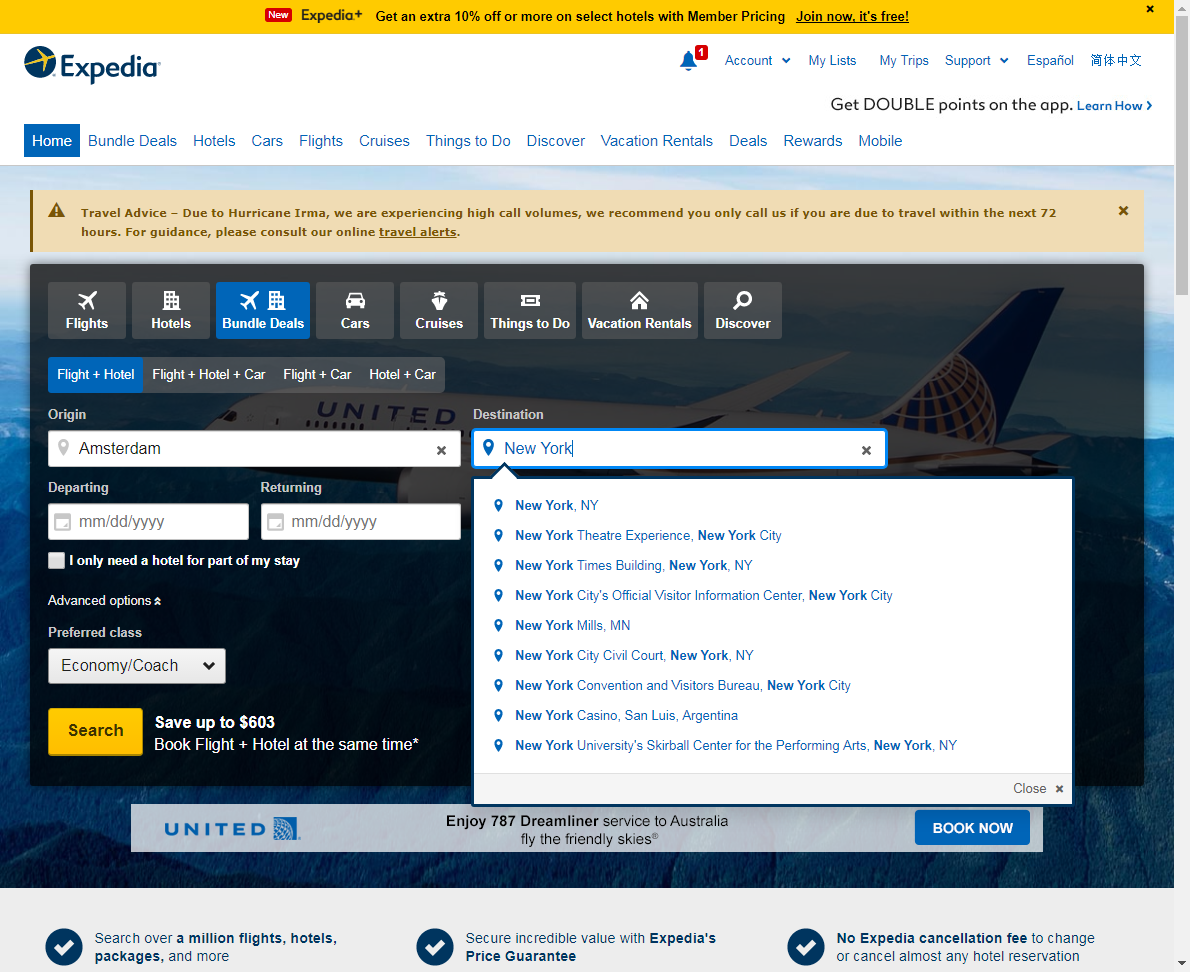 New Expedia+ Get an extra 10% off or more on select hotels with Member Pricing Join now, it's free!
Expedia
1 Account My Lists My Trips Support Español 简体中文
Get DOUBLE points on the app. Learn How
Home Bundle Deals Hotels Cars Flights Cruises Things to Do Discover Vacation Rentals Deals Rewards Mobile
Travel Advice – Due to Hurricane Irma, we are experiencing high call volumes, we recommend you only call us if you are due to travel within the next 72
hours. For guidance, please consult our online travel alerts.
Flights Hotels Bundle Deals Cars Cruises Things to Do Vacation Rentals Discover
Flight + Hotel Flight + Hotel + Car Flight + Car Hotel + Car
UNITED
Origin Destination
Amsterdam New York
Departing Returning
mm/dd/yyyy mm/dd/yyyy
I only need a hotel for part of my stay
Advanced options
Preferred class
Economy/Coach
Search
Save up to $603
Book Flight + Hotel at the same time*
New York, NY
New York Theatre Experience, New York City
New York Times Building, New York, NY
New York City's Official Visitor Information Center, New York City
New York Mills, MN
New York City Civil Court, New York, NY
New York Convention and Visitors Bureau, New York City
New York Casino, San Luis, Argentina
New York University's Skirball Center for the Performing Arts, New York, NY
Close
UNITED
Enjoy 787 Dreamliner service to Australia
fly the friendly skies®
BOOK NOW
Search over a million flights, hotels,
packages, and more
Secure incredible value with Expedia's
Price Guarantee
No Expedia cancellation fee to change
or cancel almost any hotel reservation